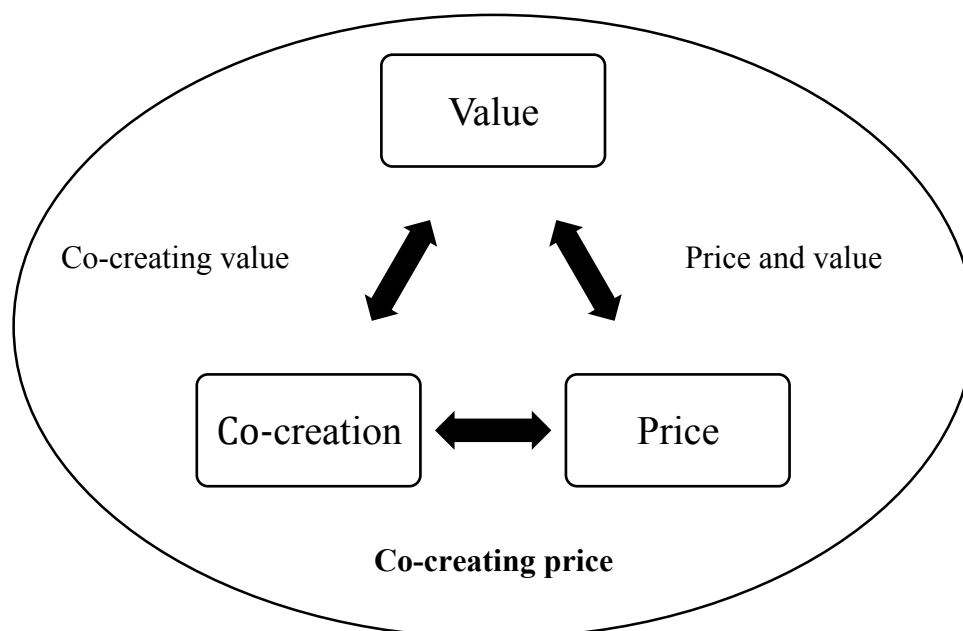 Value
Co-creating value
Price and value
Co-creation
Price
Co-creating price